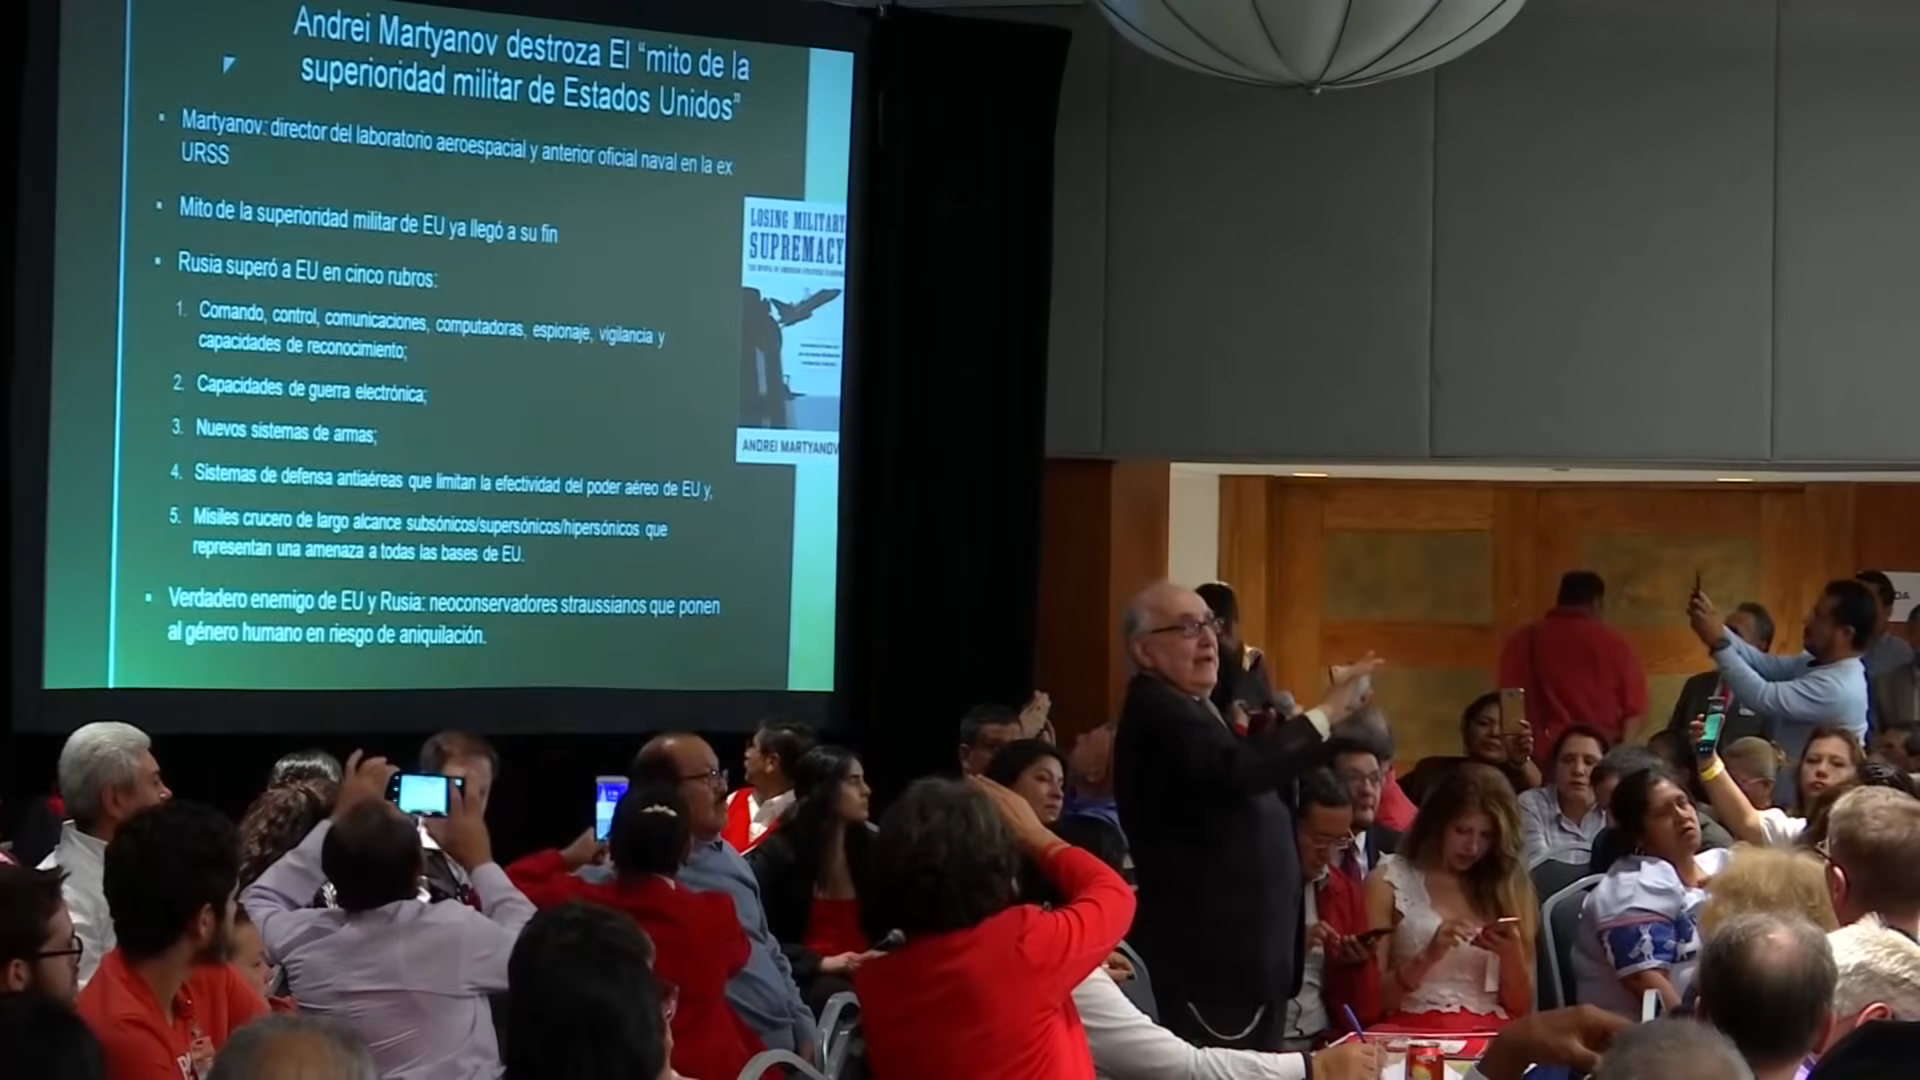 Andrei Martyanov destroza El “mito de la
superioridad militar de Estados Unidos”
▪ Martyanov: director del laboratorio aeroespacial y anterior oficial naval en la ex
URSS
▪ Mito de la superioridad militar de EU ya llegó a su fin
▪ Rusia superó a EU en cinco rubros:
1. Comando, control, comunicaciones, computadoras, espionaje, vigilancia y
capacidades de reconocimiento;
2. Capacidades de guerra electrónica;
3. Nuevos sistemas de armas;
4. Sistemas de defensa antiaéreas que limitan la efectividad del poder aéreo de EU y,
5. Misiles crucero de largo alcance subsónicos/supersónicos/hipersónicos que
representan una amenaza a todas las bases de EU.
▪ Verdadero enemigo de EU y Rusia: neoconservadores straussianos que ponen
al género humano en riesgo de aniquilación.
LOSING MILITARY
SUPREMACY
ANDREI MARTYANOV